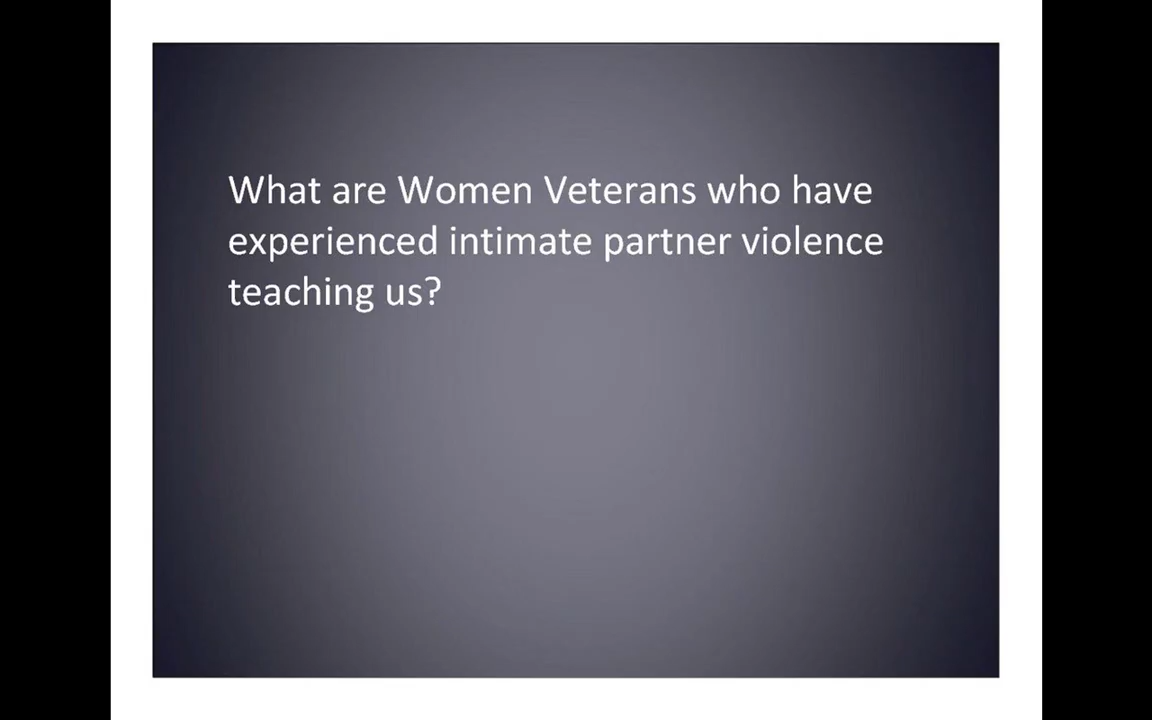 What are Women Veterans who have
experienced intimate partner violence
teaching us?